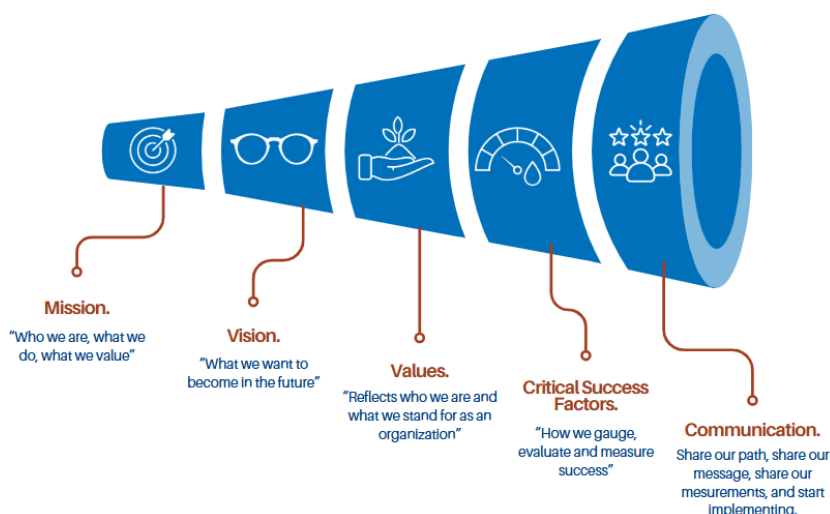 Mission.
"Who we are, what we
do, what we value"
Vision.
"What we want to
become in the future"
Values.
"Reflects who we are and
what we stand for as an
organization"
Critical Success
Factors.
"How we gauge,
evaluate and measure
success"
Communication.
Share our path, share our
message, share our
mesurements, and start
implementing.